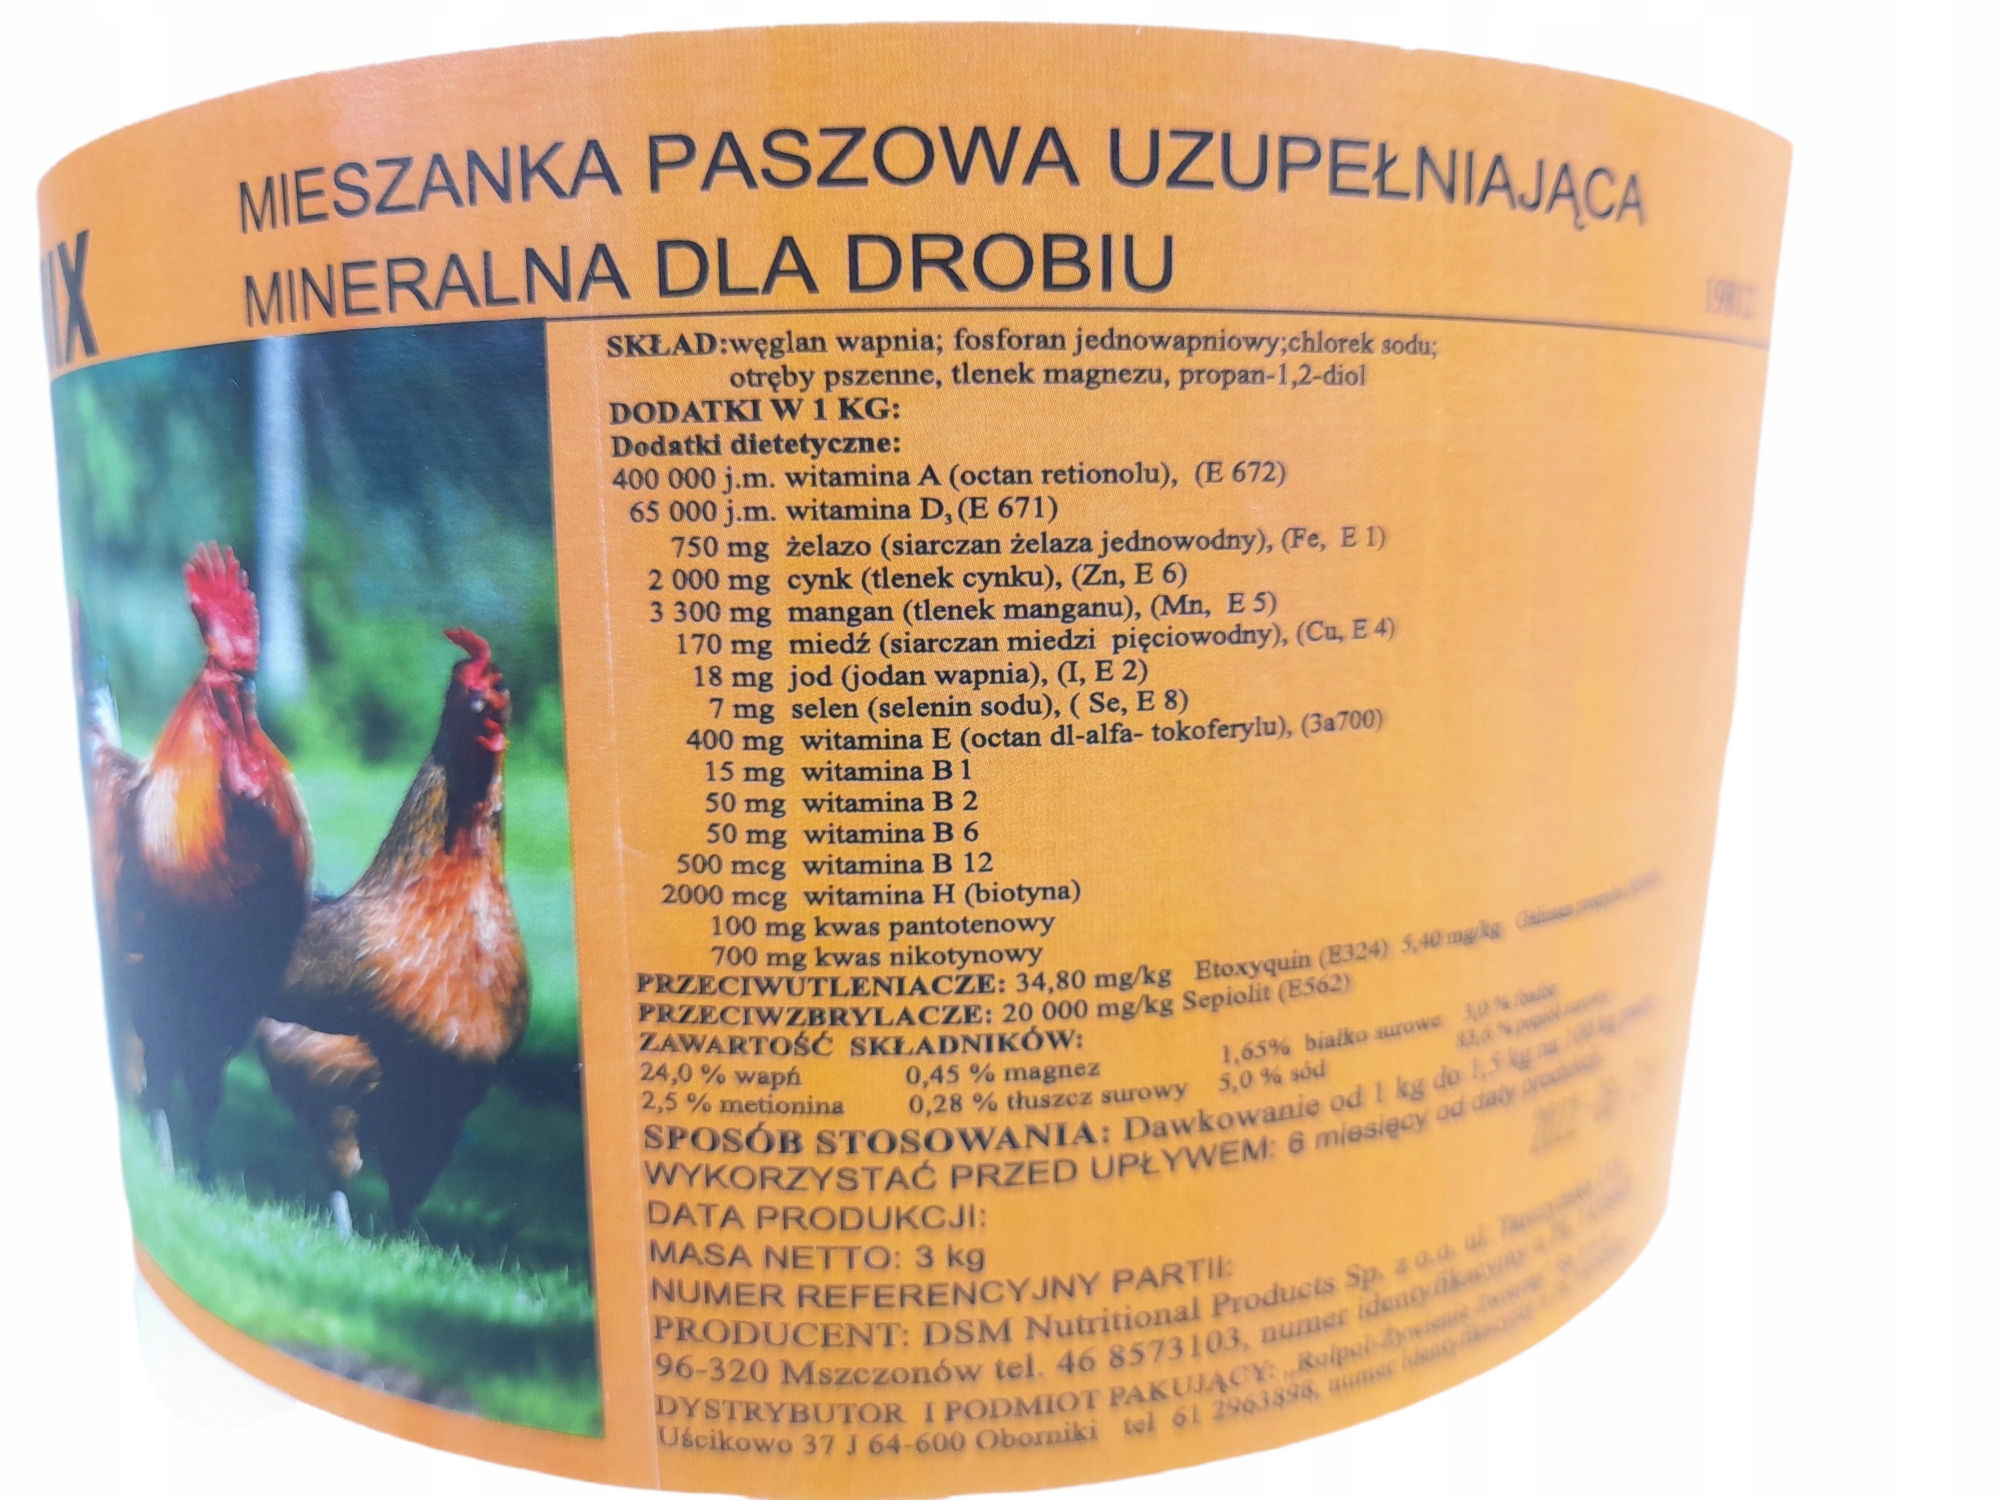 MIESZANKA PASZOWA UZUPEŁNIAJĄCA
IX MINERALNA DLA DROBIU
SKŁAD:węglan wapnia; fosforan jednowapniowy;chlorek sodu;
otręby pszenne, tlenek magnezu, propan-1,2-diol
DODATKI W 1 KG:
Dodatki dietetyczne:
400 000 j.m. witamina A (octan retionolu), (E 672)
65 000 j.m. witamina D3 (E 671)
750 mg żelazo (siarczan żelaza jednowodny), (Fe, E 1)
2 000 mg cynk (tlenek cynku), (Zn, E 6)
3 300 mg mangan (tlenek manganu), (Mn, E 5)
170 mg miedź (siarczan miedzi pięciowodny), (Cu, E 4)
18 mg jod (jodan wapnia), (I, E 2)
7 mg selen (selenin sodu), ( Se, E 8)
400 mg witamina E (octan dl-alfa- tokoferylu), (3a700)
15 mg witamina B 1
50 mg witamina B 2
50 mg witamina B 6
500 mcg witamina B 12
2000 mcg witamina H (biotyna)
100 mg kwas pantotenowy
700 mg kwas nikotynowy
PRZECIWUTLENIACZE: 34,80 mg/kg Etoxyquin (E324) 5,40 mg/kg
PRZECIWZBRYLACZE: 20 000 mg/kg Sepiolit (E562)
ZAWARTOŚĆ SKŁADNIKÓW:
24,0 % wapń 0,45 % magnez 1,65% białko surowe 3,0 %
2,5 % metionina 0,28 % tłuszcz surowy 5,0 % sód
SPOSÓB STOSOWANIA: Dawkowanie od 1 kg do 1,5 kg na 100 kg
WYKORZYSTAĆ PRZED UPŁYWEM: 6 miesięcy od daty produkcji
DATA PRODUKCJI:
MASA NETTO: 3 kg
NUMER REFERENCYJNY PARTII:
PRODUCENT: DSM Nutritional Products Sp. z o.o. ul.
96-320 Mszczonów tel. 46 8573103, numer identyfikacyjny
DYSTRYBUTOR I PODMIOT PAKUJĄCY: „Rolpol-Żywienie
Uścikowo 37 J 64-600 Oborniki tel 61 2963898, numer identyfikacyjny